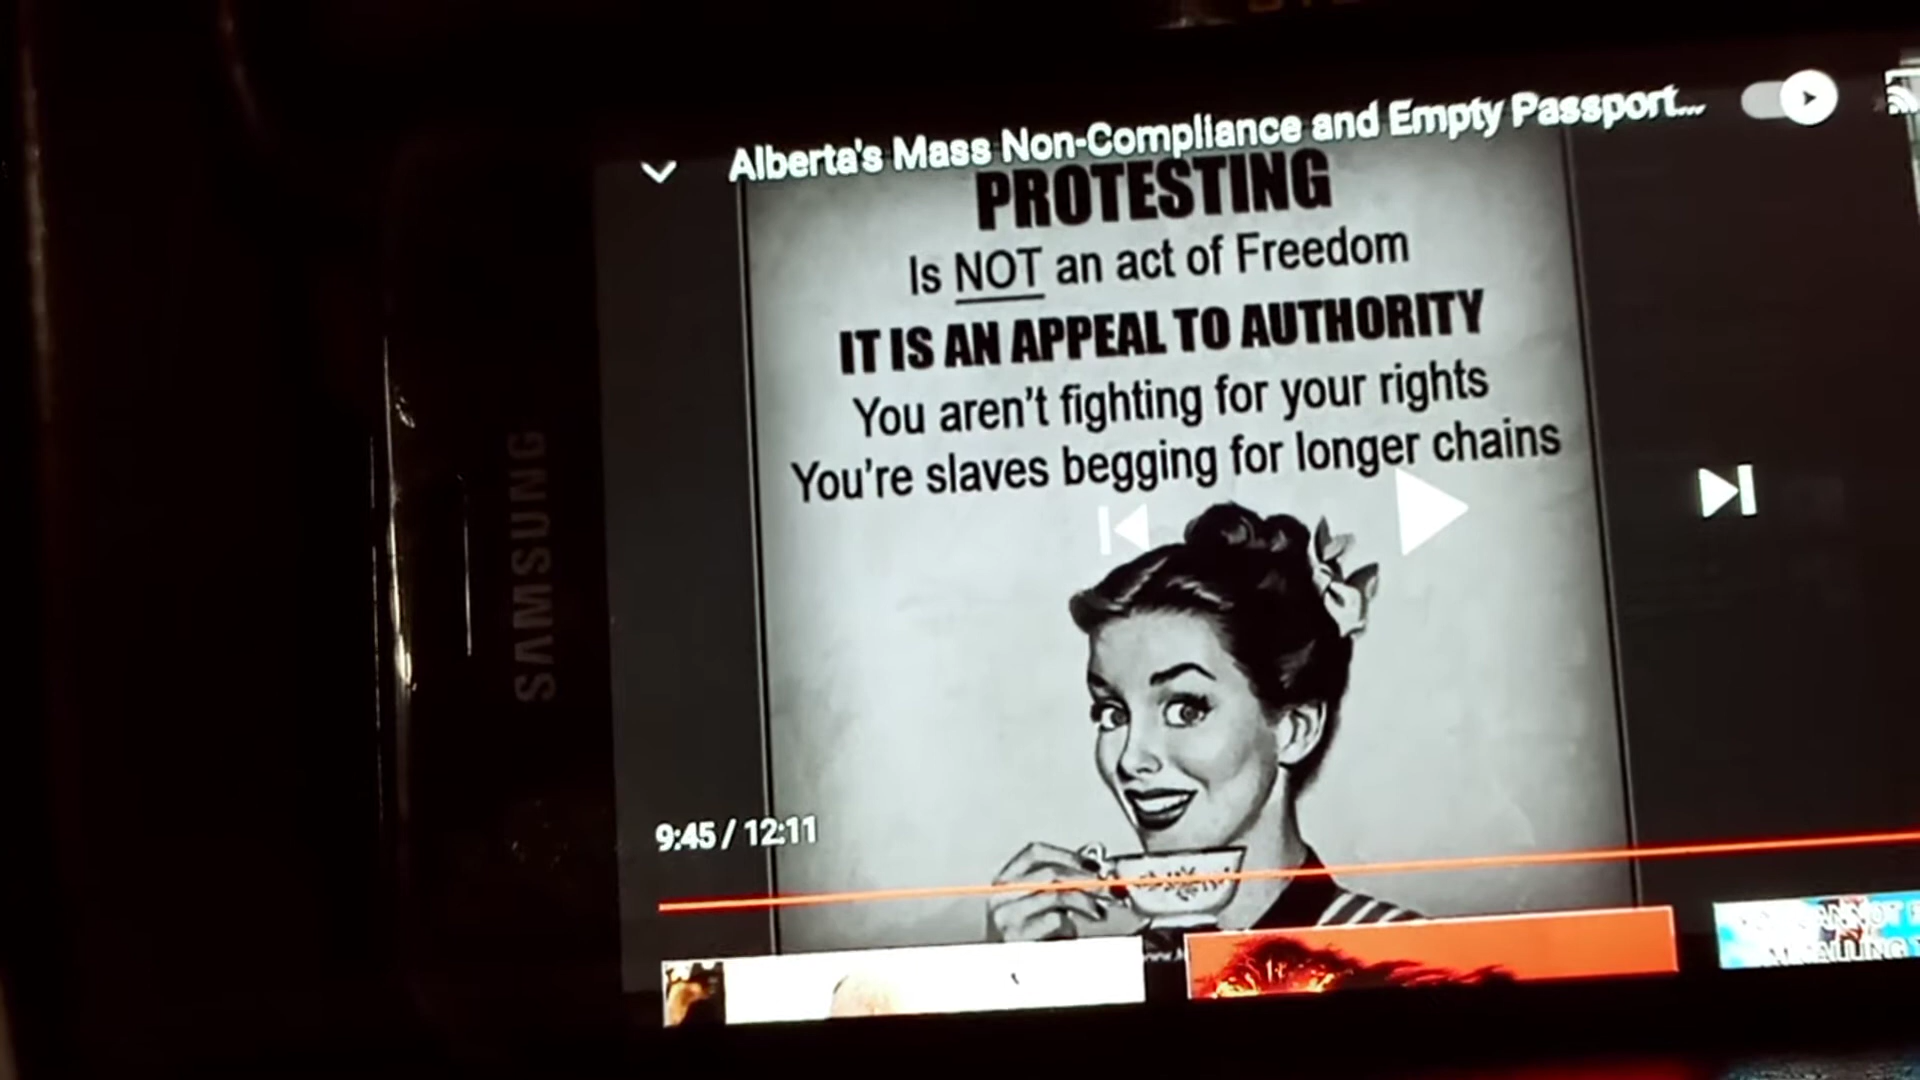 Alberta's Mass Non-Compliance and Empty Passport...
PROTESTING
Is NOT an act of Freedom
IT IS AN APPEAL TO AUTHORITY
You aren't fighting for your rights
You're slaves begging for longer chains
SAMSUNG
9:45 / 12:11